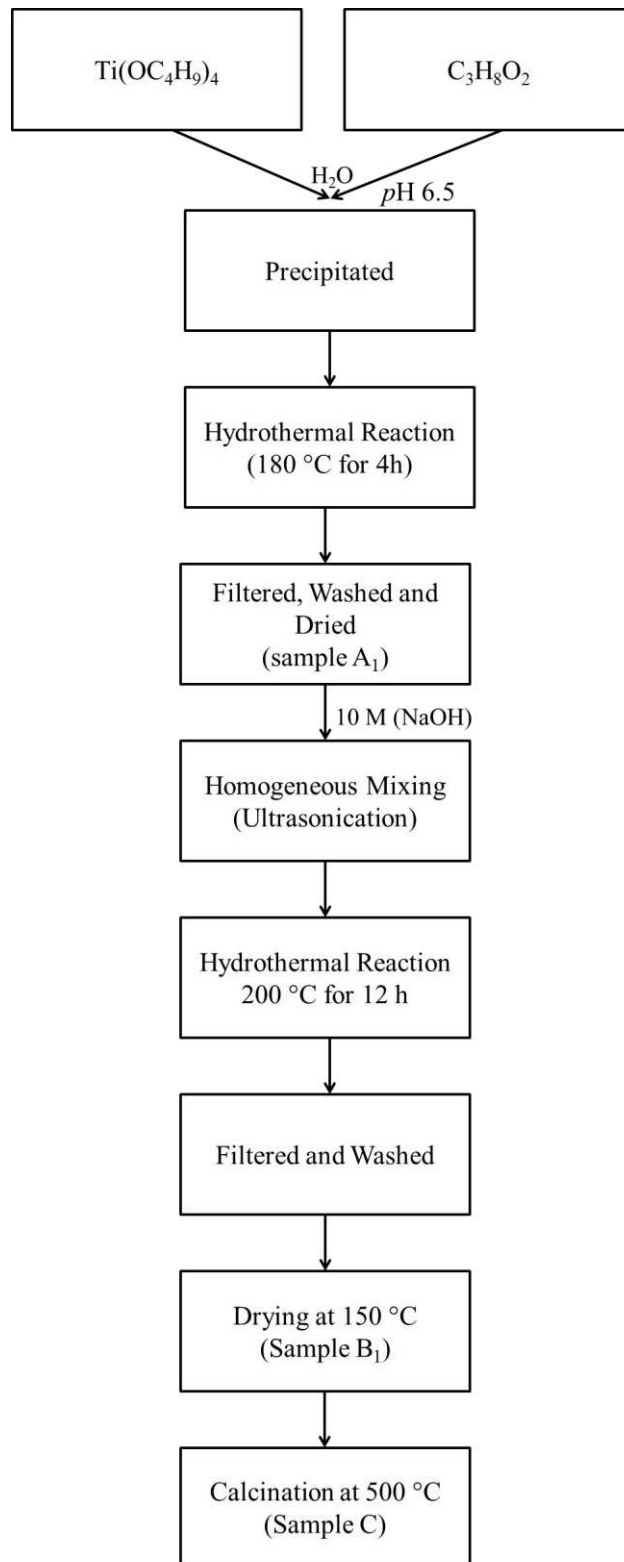 Ti(OC₄H₉)₄
C₃H₈O₂
H₂O
pH 6.5
Precipitated
Hydrothermal Reaction
(180 °C for 4h)
Filtered, Washed and
Dried
(sample A₁)
10 M (NaOH)
Homogeneous Mixing
(Ultrasonication)
Hydrothermal Reaction
200 °C for 12 h
Filtered and Washed
Drying at 150 °C
(Sample B₁)
Calcination at 500 °C
(Sample C)